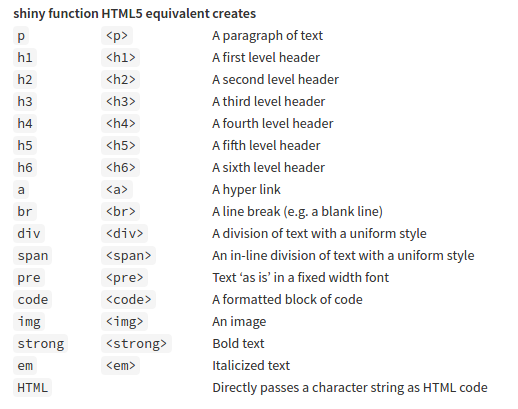 shiny function HTML5 equivalent creates
p <p> A paragraph of text
h1 <h1> A first level header
h2 <h2> A second level header
h3 <h3> A third level header
h4 <h4> A fourth level header
h5 <h5> A fifth level header
h6 <h6> A sixth level header
a <a> A hyper link
br <br> A line break (e.g. a blank line)
div <div> A division of text with a uniform style
span <span> An in-line division of text with a uniform style
pre <pre> Text ‘as is’ in a fixed width font
code <code> A formatted block of code
img <img> An image
strong <strong> Bold text
em <em> Italicized text
HTML Directly passes a character string as HTML code